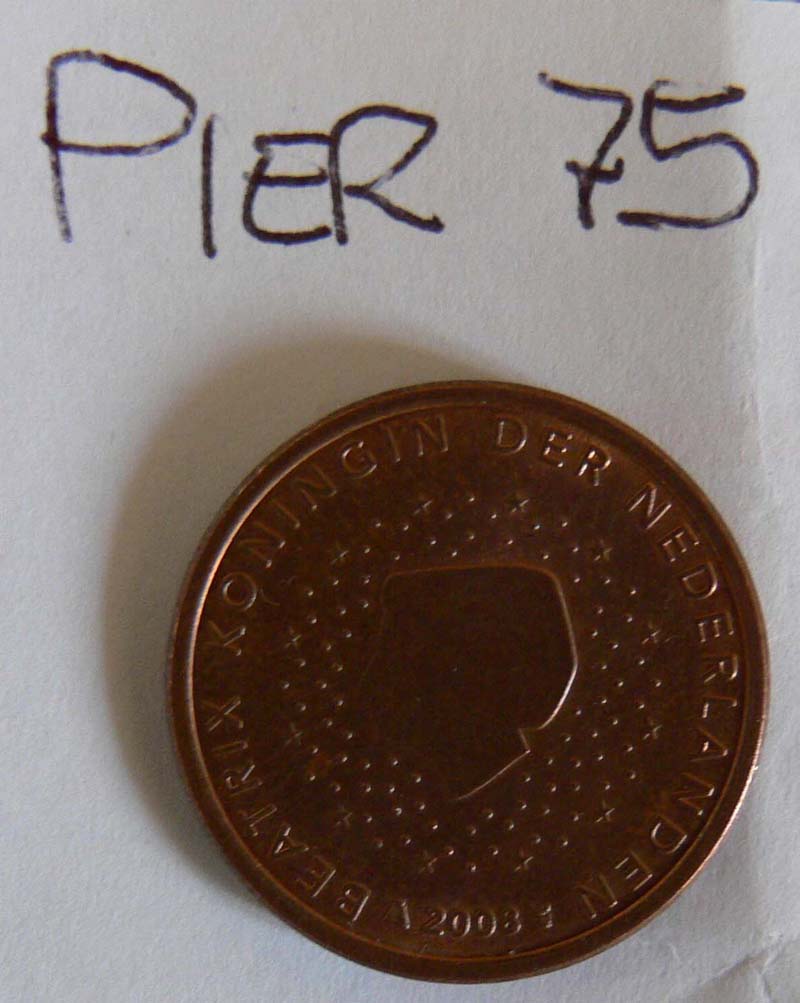 PIER 75
BEATRIX KONINGIN DER NEDERLANDEN
2008